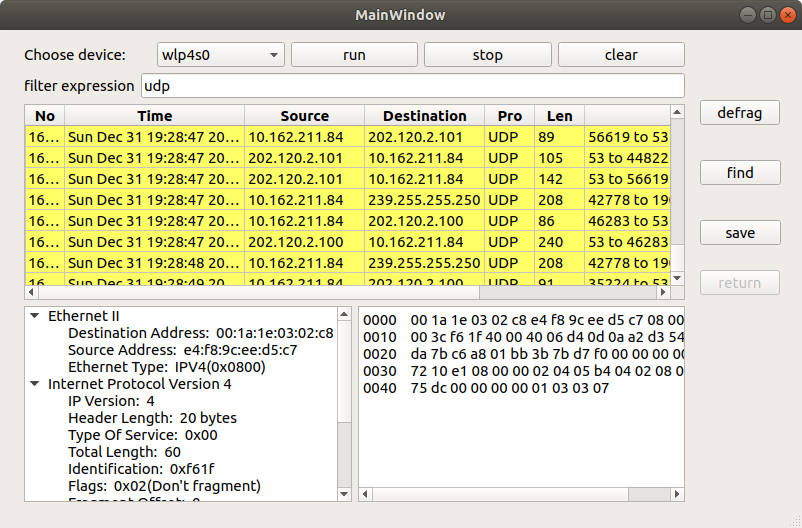 MainWindow
Choose device: wlp4s0 run stop clear
filter expression udp
No Time Source Destination Pro Len
defrag
16... Sun Dec 31 19:28:47 20... 10.162.211.84 202.120.2.101 UDP 89 56619 to 53
16... Sun Dec 31 19:28:47 20... 202.120.2.101 10.162.211.84 UDP 105 53 to 44822
16... Sun Dec 31 19:28:47 20... 202.120.2.101 10.162.211.84 UDP 142 53 to 56619
find
16... Sun Dec 31 19:28:47 20... 10.162.211.84 239.255.255.250 UDP 208 42778 to 190
16... Sun Dec 31 19:28:47 20... 10.162.211.84 202.120.2.100 UDP 86 46283 to 53
16... Sun Dec 31 19:28:47 20... 202.120.2.100 10.162.211.84 UDP 240 53 to 46283
save
16... Sun Dec 31 19:28:48 20... 10.162.211.84 239.255.255.250 UDP 208 42778 to 190
16... Sun Dec 31 19:28:49 20... 10.162.211.84 202.120.2.100 UDP 91 35224 to 53
return
Ethernet II
Destination Address: 00:1a:1e:03:02:c8
Source Address: e4:f8:9c:ee:d5:c7
Ethernet Type: IPV4(0x0800)
Internet Protocol Version 4
IP Version: 4
Header Length: 20 bytes
Type Of Service: 0x00
Total Length: 60
Identification: 0xf61f
Flags: 0x02(Don't fragment)
Fragment Offset: 0
0000 00 1a 1e 03 02 c8 e4 f8 9c ee d5 c7 08 00
0010 00 3c f6 1f 40 00 40 06 d4 0d 0a a2 d3 54
0020 da 7b c6 a8 01 bb 3b 7b d7 f0 00 00 00 00
0030 72 10 e1 08 00 00 02 04 05 b4 04 02 08 0
0040 75 dc 00 00 00 00 01 03 03 07